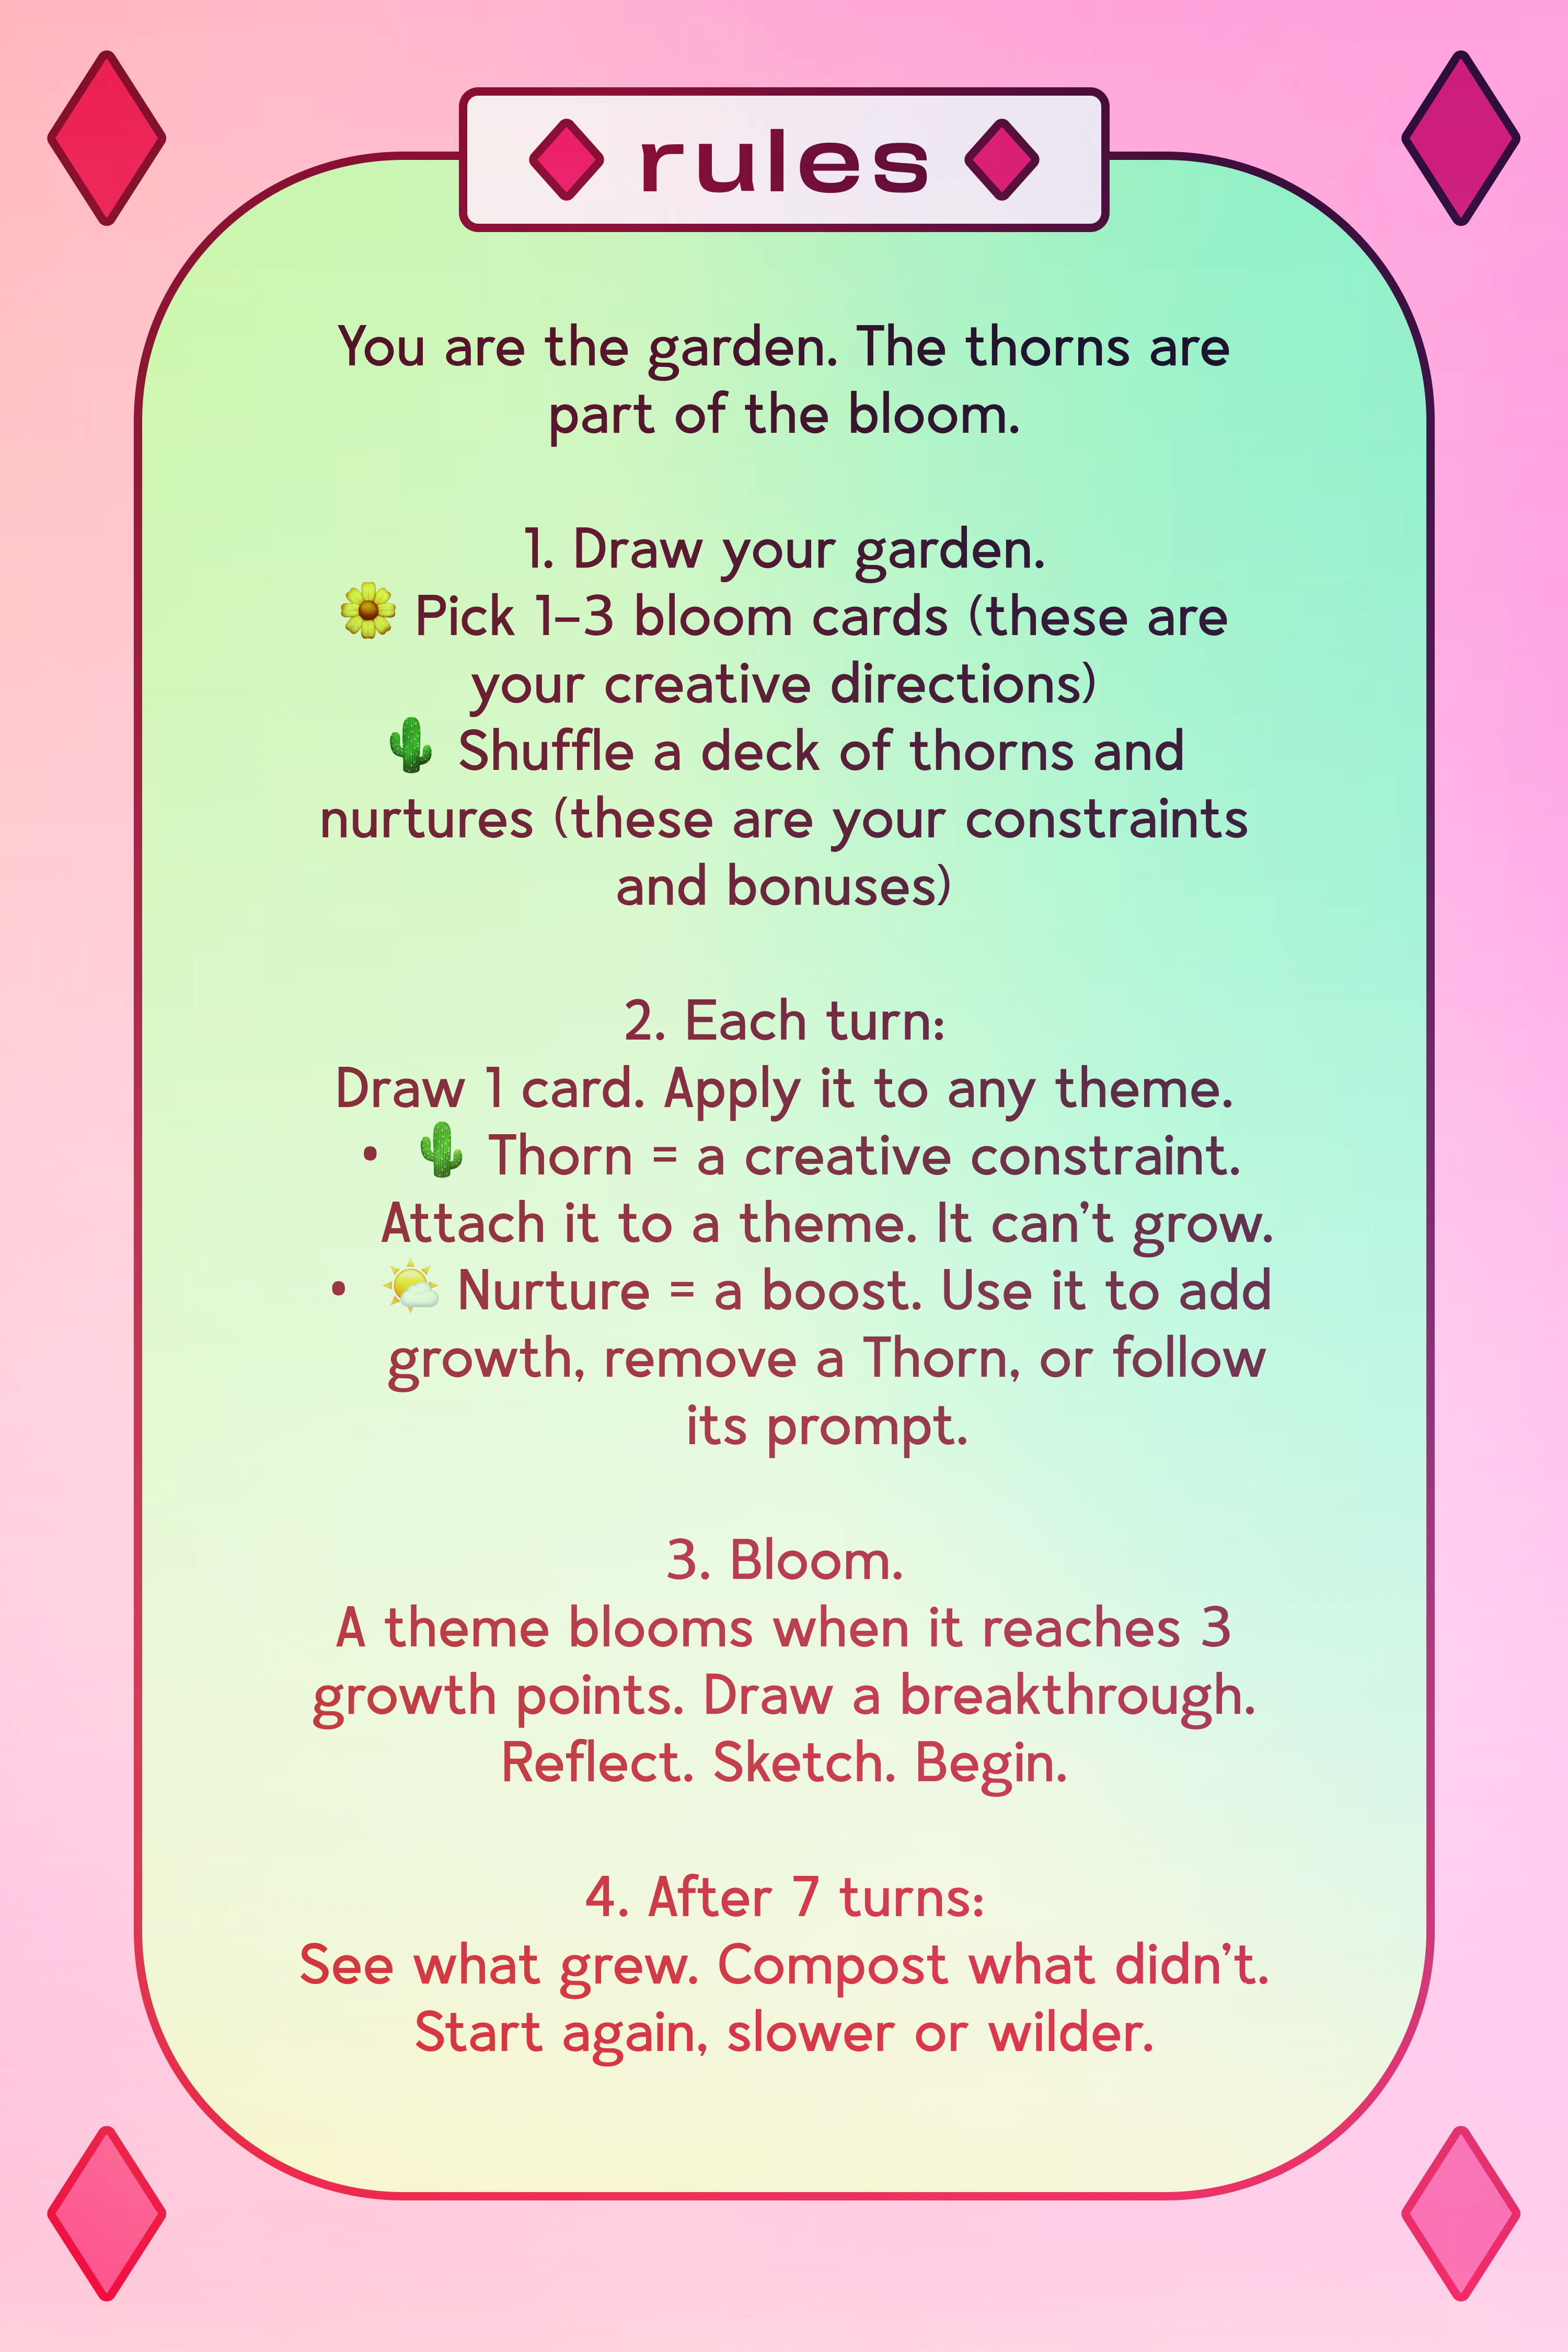 rules
You are the garden. The thorns are
part of the bloom.
1. Draw your garden.
🌼 Pick 1–3 bloom cards (these are
your creative directions)
🌵 Shuffle a deck of thorns and
nurtures (these are your constraints
and bonuses)
2. Each turn:
Draw 1 card. Apply it to any theme.
• 🌵 Thorn = a creative constraint.
Attach it to a theme. It can’t grow.
• 🌤️ Nurture = a boost. Use it to add
growth, remove a Thorn, or follow
its prompt.
3. Bloom.
A theme blooms when it reaches 3
growth points. Draw a breakthrough.
Reflect. Sketch. Begin.
4. After 7 turns:
See what grew. Compost what didn’t.
Start again, slower or wilder.